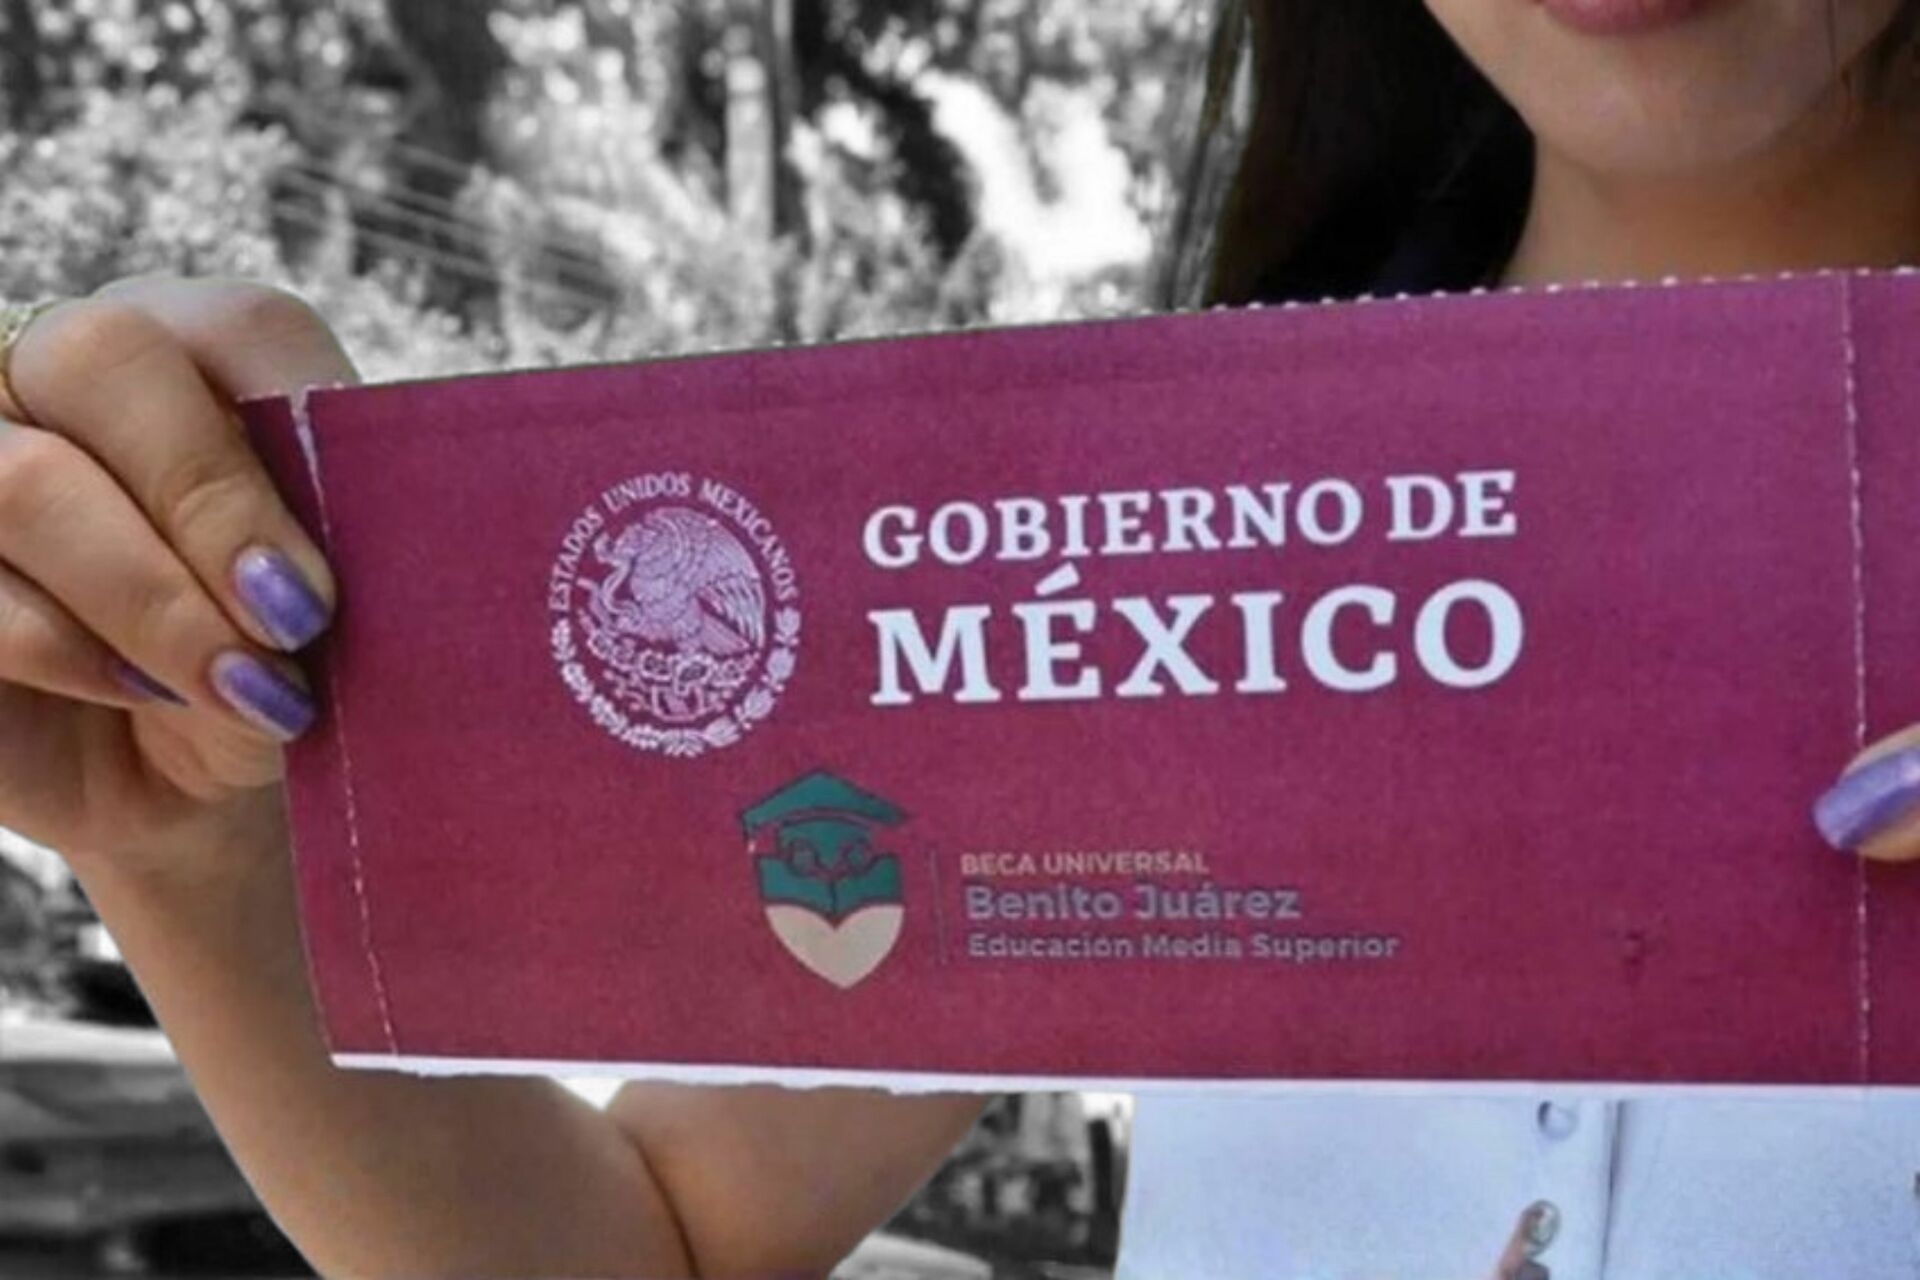 ESTADOS UNIDOS MEXICANOS
GOBIERNO DE
MÉXICO
BECA UNIVERSAL
Benito Juárez
Educación Media Superior